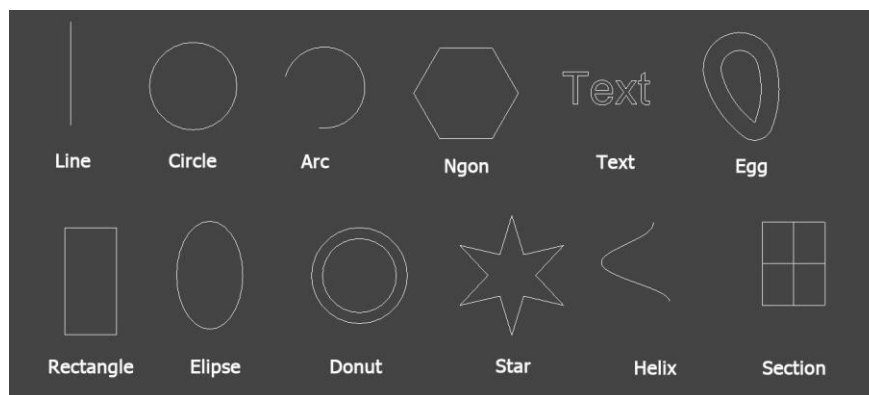 Text
Line Circle Arc Ngon Text Egg
Rectangle Elipse Donut Star Helix Section